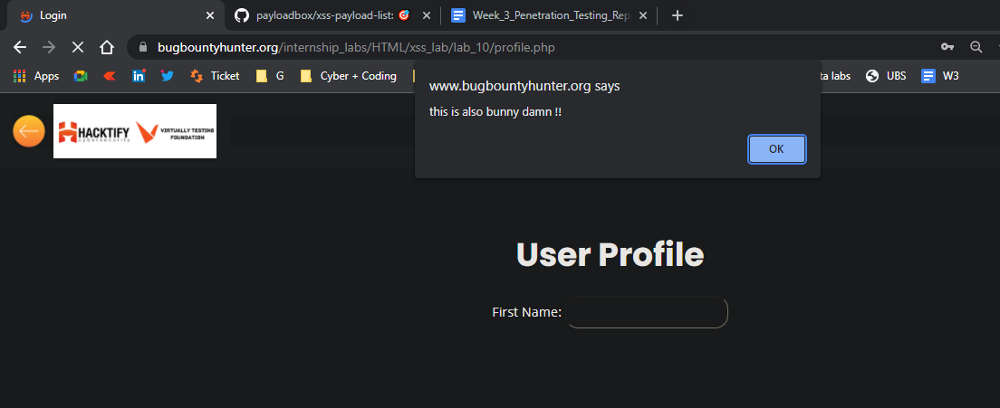 Login
payloadbox/xss-payload-list: 🎯
Week_3_Penetration_Testing_Rep
bugbountyhunter.org/internship_labs/HTML/xss_lab/lab_10/profile.php
Apps
Ticket
G
Cyber + Coding
ta labs
UBS
W3
www.bugbountyhunter.org says
this is also bunny damn !!
OK
HACKTIFY
cybersecurity
VIRTUALLY TESTING
FOUNDATION
User Profile
First Name: